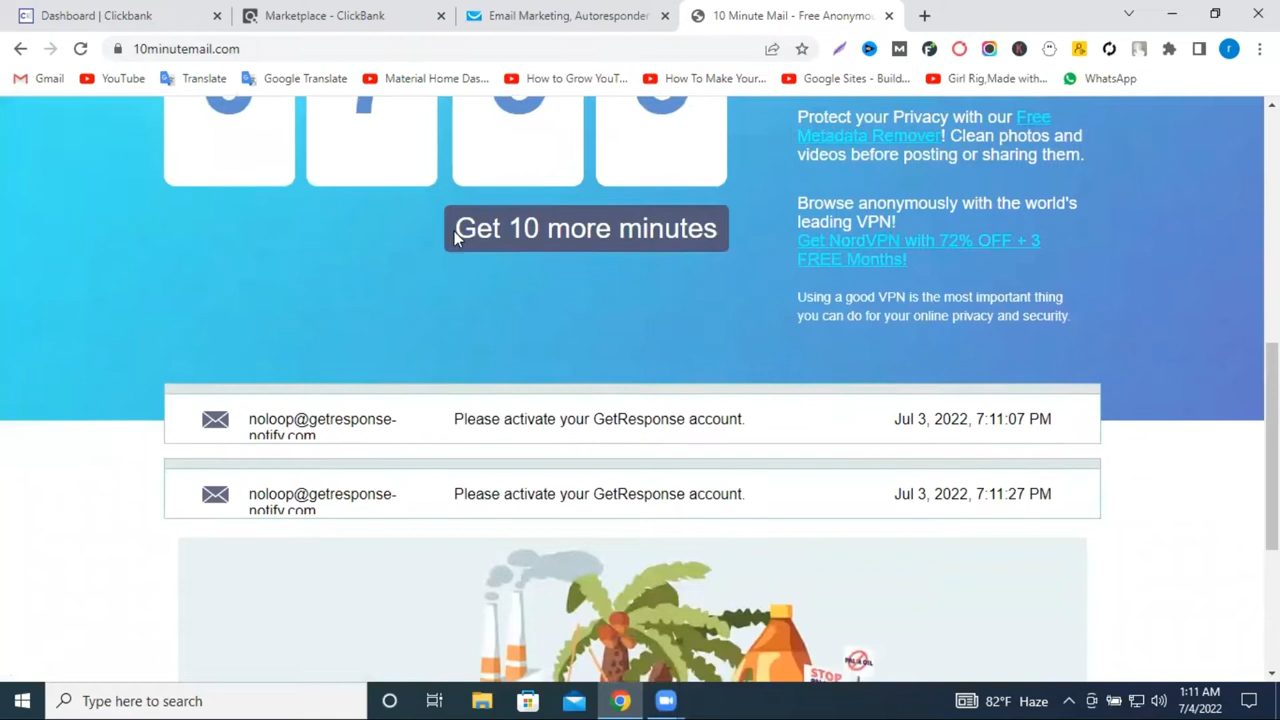 Dashboard | Clickbank
Marketplace - ClickBank
Email Marketing, Autoresponder
10 Minute Mail - Free Anonymo
10minutemail.com
Gmail
YouTube
Translate
Google Translate
Material Home Das...
How to Grow YouT...
How To Make Your...
Google Sites - Build...
Girl Rig,Made with...
WhatsApp
Protect your Privacy with our Free
Metadata Remover! Clean photos and
videos before posting or sharing them.
Get 10 more minutes
Browse anonymously with the world's
leading VPN!
Get NordVPN with 72% OFF + 3
FREE Months!
Using a good VPN is the most important thing
you can do for your online privacy and security.
noloop@getresponse-
notify.com
Please activate your GetResponse account.
Jul 3, 2022, 7:11:07 PM
noloop@getresponse-
notify.com
Please activate your GetResponse account.
Jul 3, 2022, 7:11:27 PM
STOP
PALM OIL
Type here to search
82°F Haze
1:11 AM
7/4/2022